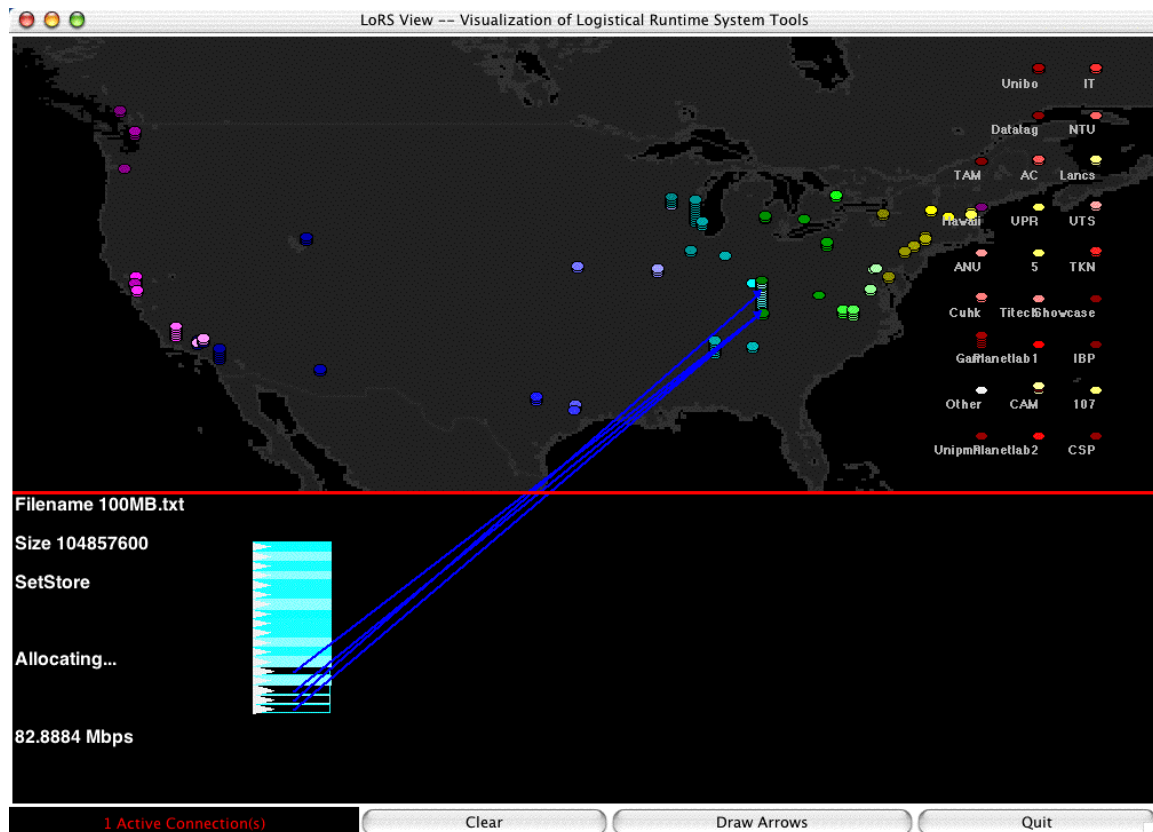 LoRS View -- Visualization of Logistical Runtime System Tools
Unibo IT
Datatag NTU
TAM AC Lancs
Hawaii UPR UTS
ANU 5 TKN
Cuhk Titech Showcase
Planetlab1 IBP
Other CAM 107
Planetlab2 CSP
Filename 100MB.txt
Size 104857600
SetStore
Allocating...
82.8884 Mbps
1 Active Connection(s) Clear Draw Arrows Quit